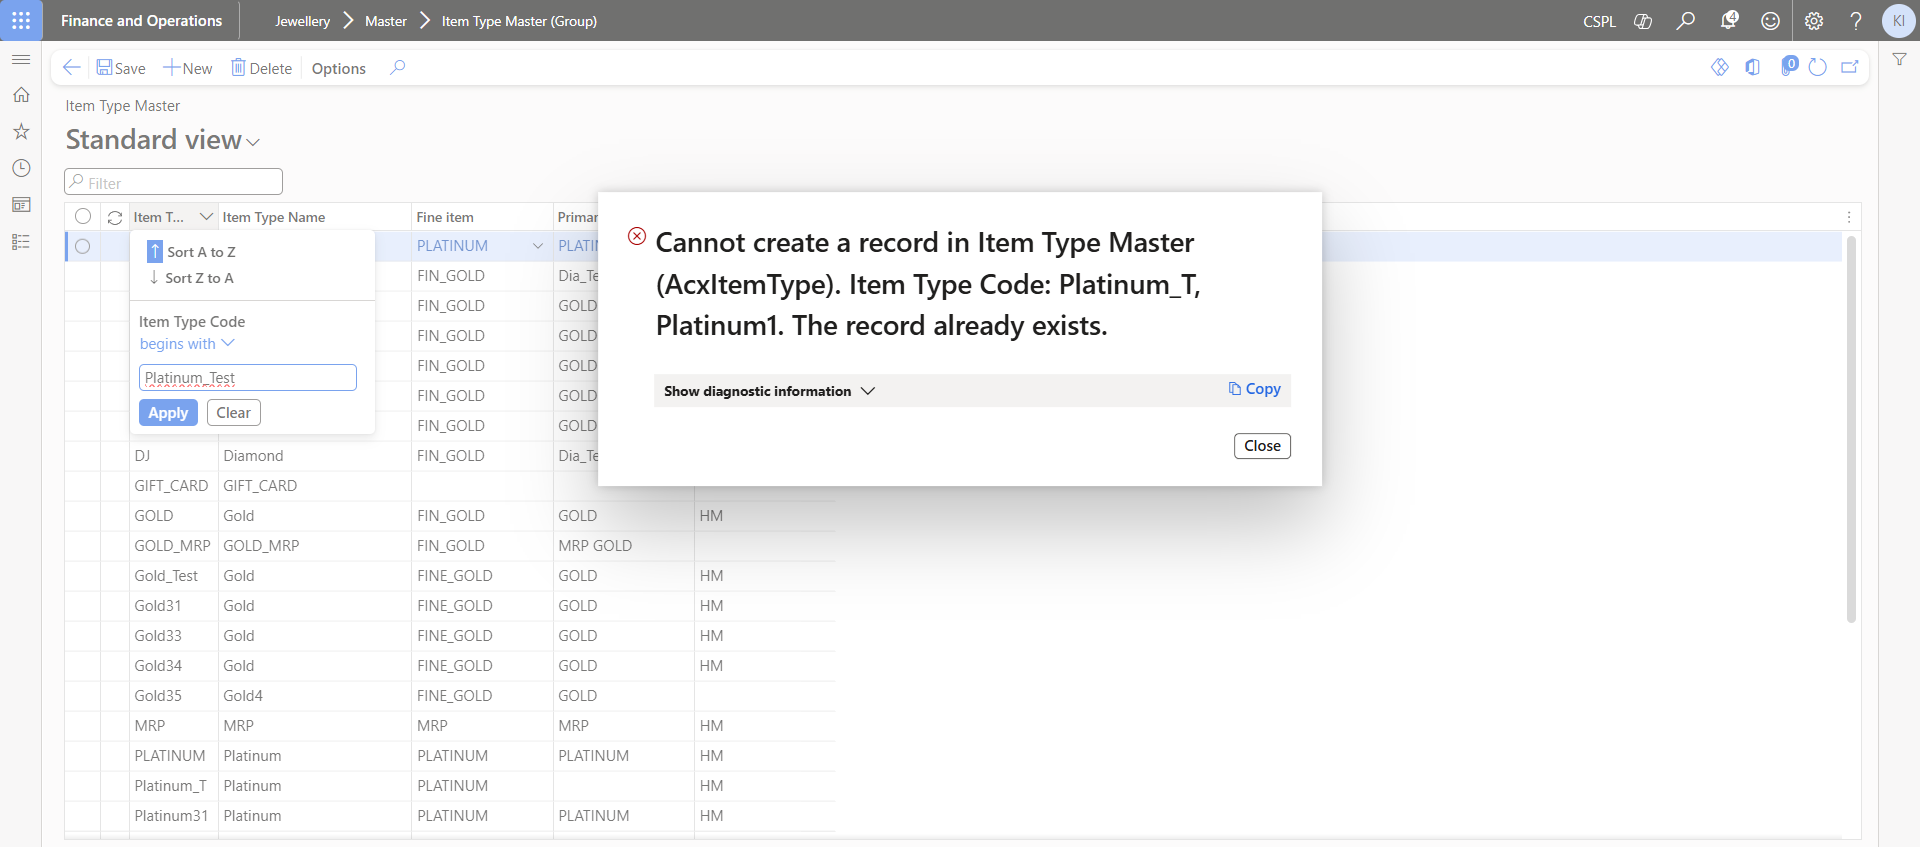 Finance and Operations
Jewellery Master Item Type Master (Group)
CSPL
4
KI
Save New Delete Options
0
Item Type Master
Standard view
Filter
Item T... Item Type Name Fine item
PLATINUM
Sort A to Z
Sort Z to A
Item Type Code
begins with
Platinum_Test
Apply Clear
FIN_GOLD
FIN_GOLD GOLD
FIN_GOLD GOLD
FIN_GOLD GOLD
FIN_GOLD GOLD
FIN_GOLD GOLD
DJ Diamond FIN_GOLD
GIFT_CARD GIFT_CARD
GOLD Gold FIN_GOLD GOLD HM
GOLD_MRP GOLD_MRP FIN_GOLD MRP GOLD
Gold_Test Gold FINE_GOLD GOLD HM
Gold31 Gold FINE_GOLD GOLD HM
Gold33 Gold FINE_GOLD GOLD HM
Gold34 Gold FINE_GOLD GOLD HM
Gold35 Gold4 FINE_GOLD GOLD
MRP MRP MRP MRP HM
PLATINUM Platinum PLATINUM PLATINUM HM
Platinum_T Platinum PLATINUM HM
Platinum31 Platinum PLATINUM PLATINUM HM
Cannot create a record in Item Type Master
(AcxItemType). Item Type Code: Platinum_T,
Platinum1. The record already exists.
Show diagnostic information
Copy
Close